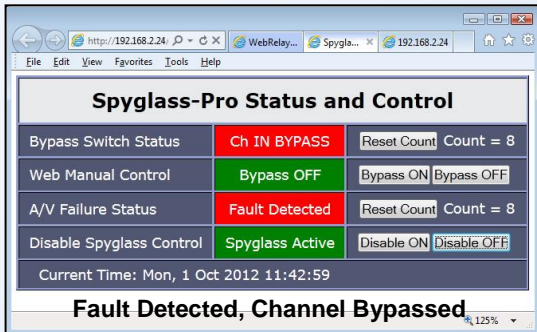 http://192.168.2.24/
WebRelay...
Spygla...
192.168.2.24
File Edit View Favorites Tools Help
Spyglass-Pro Status and Control
Bypass Switch Status Ch IN BYPASS Reset Count Count = 8
Web Manual Control Bypass OFF Bypass ON Bypass OFF
A/V Failure Status Fault Detected Reset Count Count = 8
Disable Spyglass Control Spyglass Active Disable ON Disable OFF
Current Time: Mon, 1 Oct 2012 11:42:59
Fault Detected, Channel Bypassed
125%